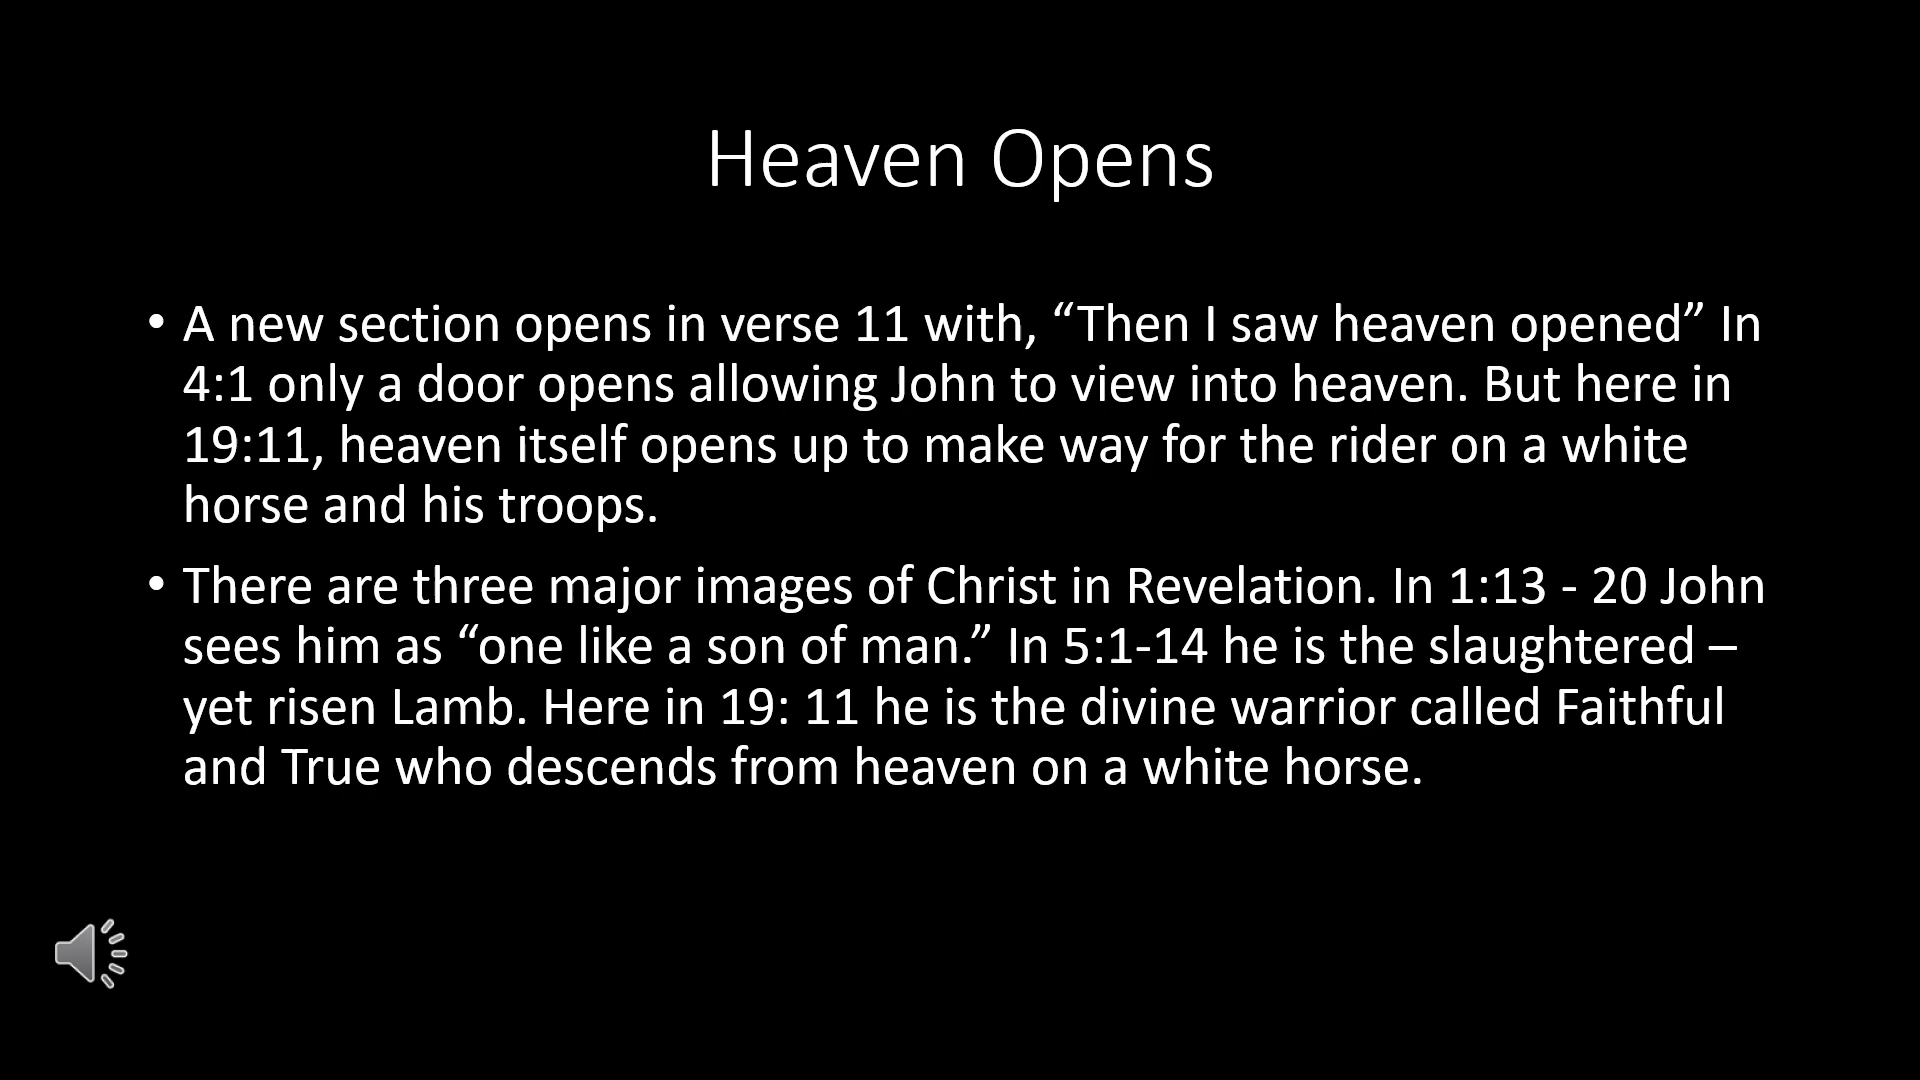 Heaven Opens
• A new section opens in verse 11 with, “Then I saw heaven opened” In
4:1 only a door opens allowing John to view into heaven. But here in
19:11, heaven itself opens up to make way for the rider on a white
horse and his troops.
• There are three major images of Christ in Revelation. In 1:13 - 20 John
sees him as “one like a son of man.” In 5:1-14 he is the slaughtered –
yet risen Lamb. Here in 19: 11 he is the divine warrior called Faithful
and True who descends from heaven on a white horse.